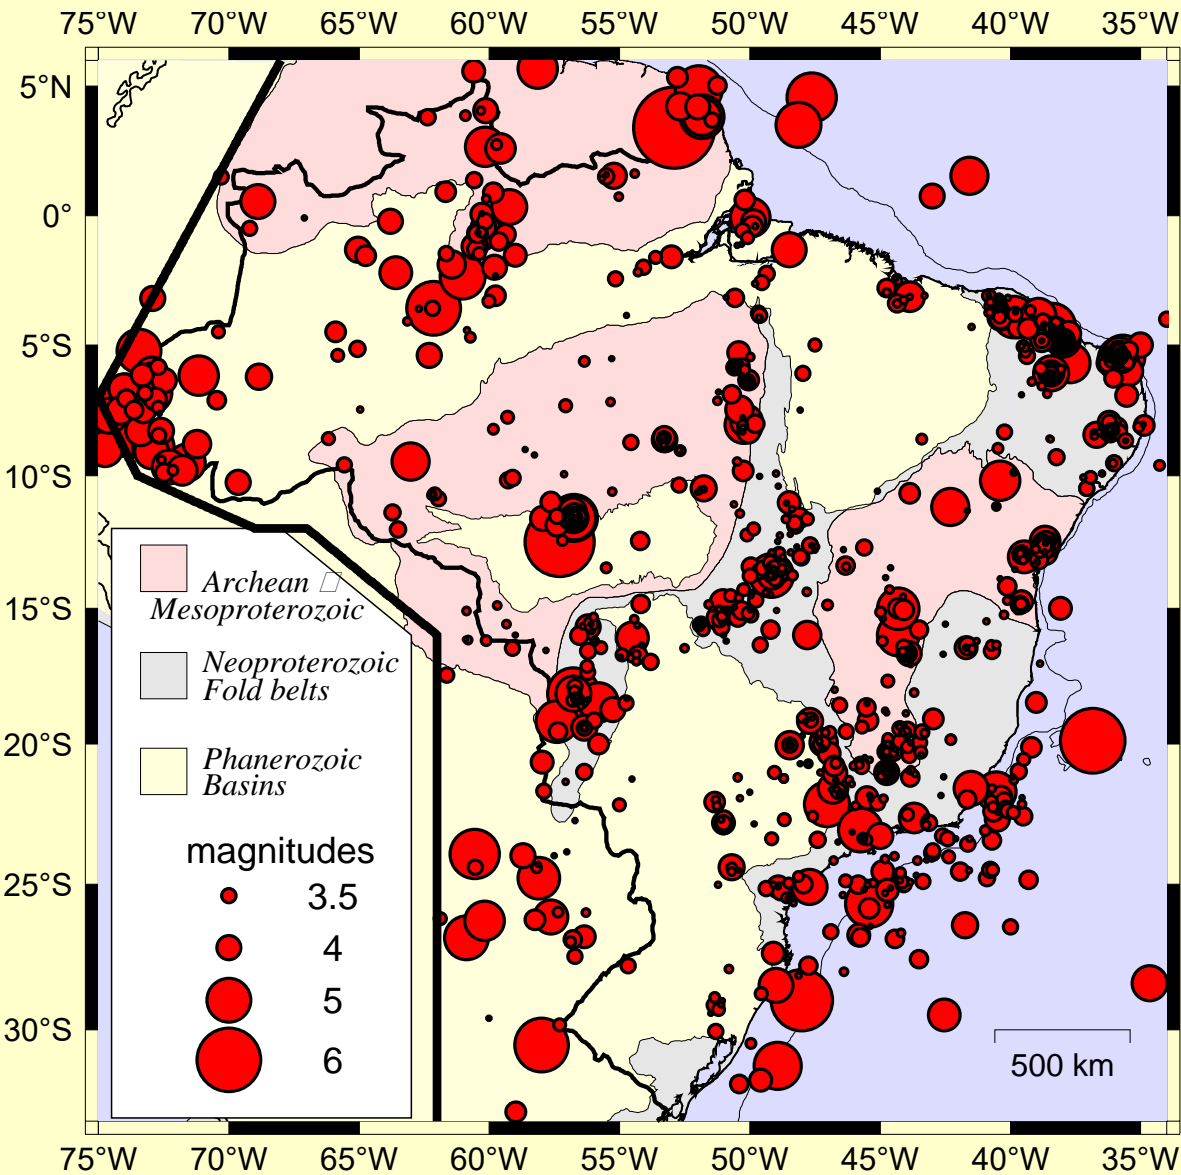 75°W 70°W 65°W 60°W 55°W 50°W 45°W 40°W 35°W
5°N
0°
5°S
10°S
15°S
20°S
25°S
30°S
Archean
Mesoproterozoic
Neoproterozoic
Fold belts
Phanerozoic
Basins
magnitudes
3.5
4
5
6
500 km
75°W 70°W 65°W 60°W 55°W 50°W 45°W 40°W 35°W